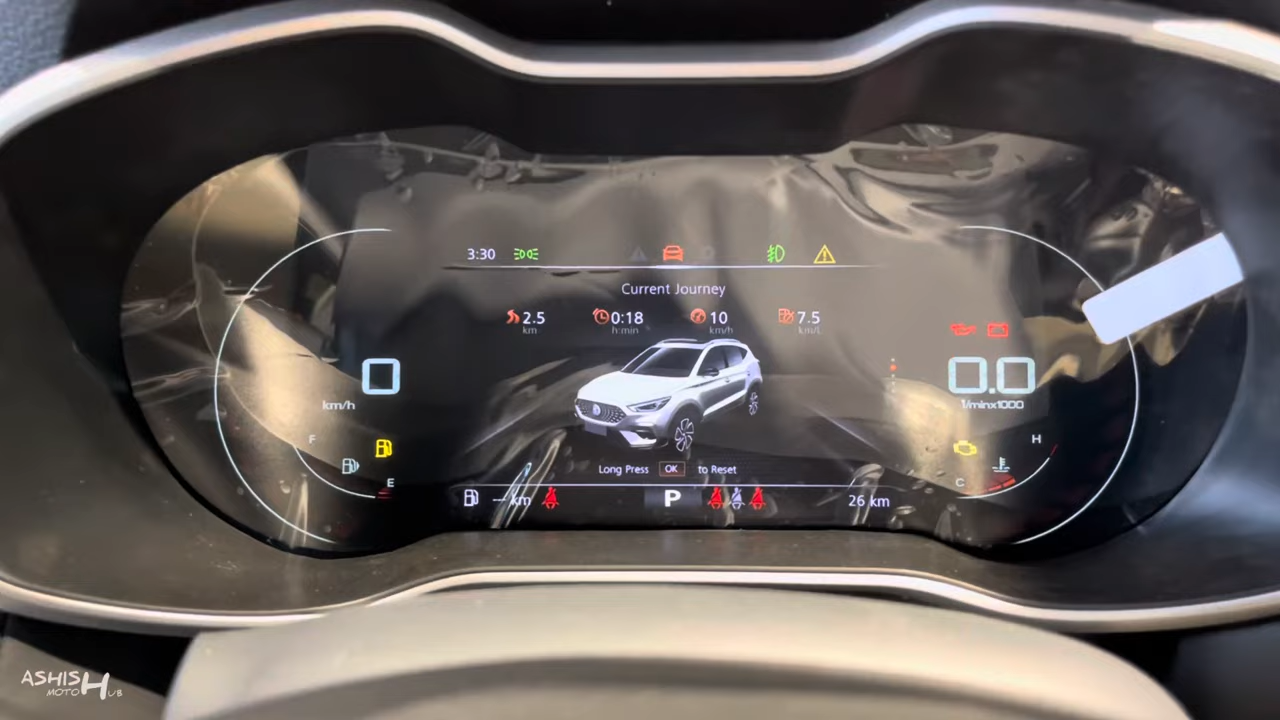 3:30
Current Journey
2.5 0:18 10 7.5
km h:min km/h km/L
0
km/h
0.0
1/minx1000
F
E
H
C
Long Press OK to Reset
-- km P 26 km
ASHISH
MOTO HUB